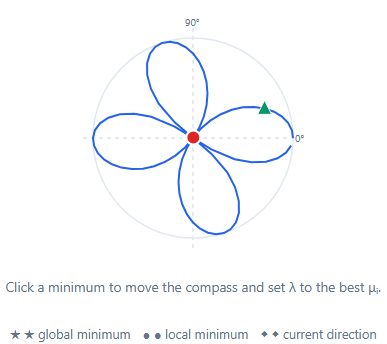 90°
0°
Click a minimum to move the compass and set λ to the best μⱼ.
★★ global minimum ●● local minimum ◆◆ current direction